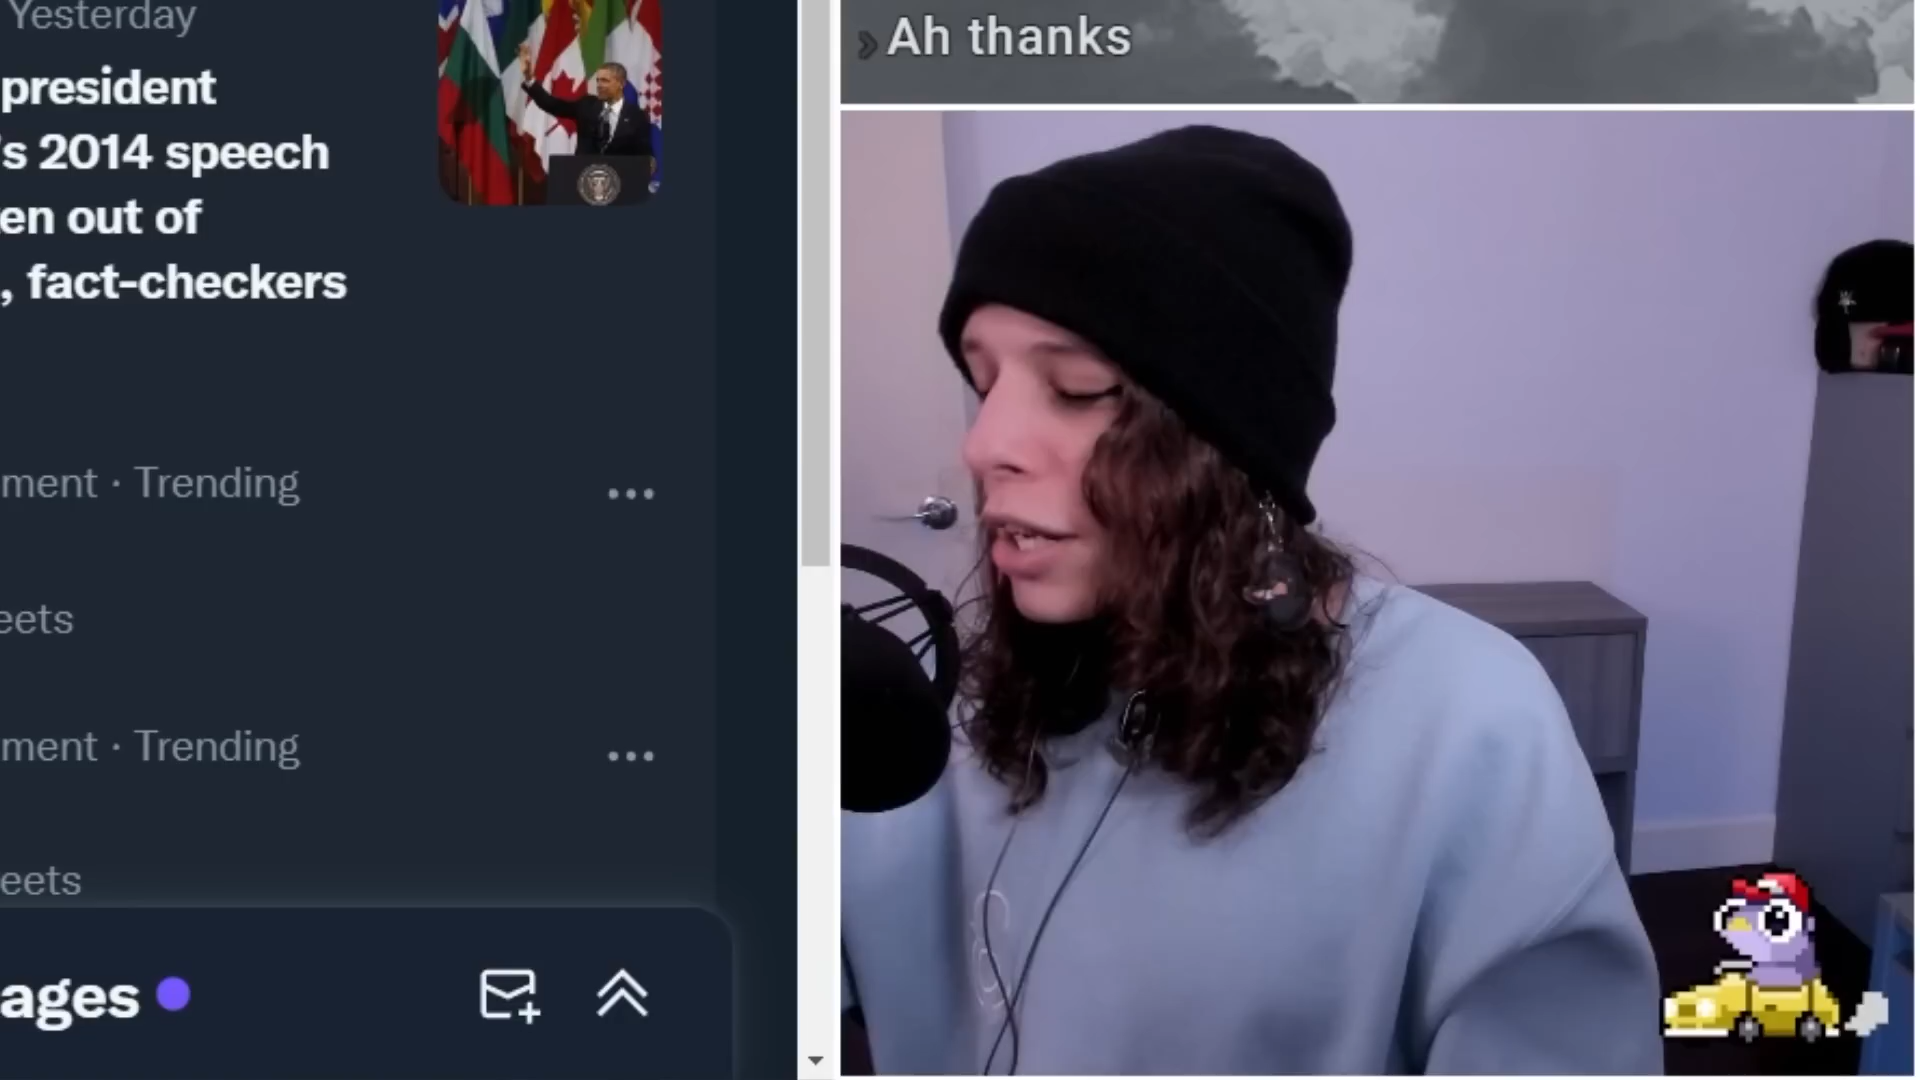 Yesterday
president
's 2014 speech
en out of
, fact-checkers
ment · Trending
eets
ment · Trending
eets
ages
Ah thanks